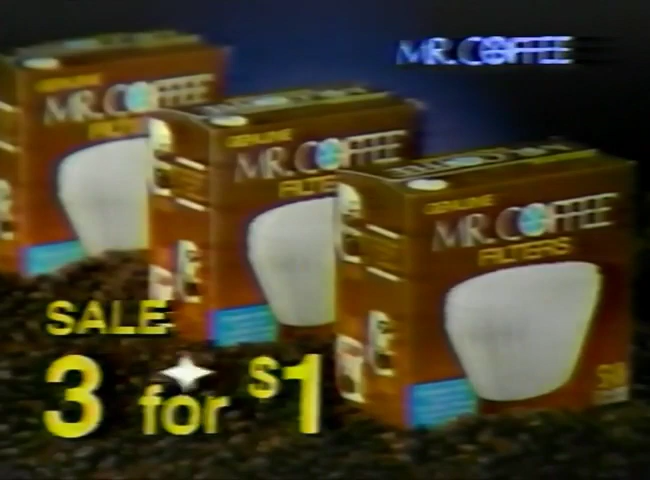 MR. COFFEE
GENUINE
MR. COFFEE
FILTERS
GENUINE
MR. COFFEE
FILTERS
GENUINE
MR. COFFEE
FILTERS
SALE
3 for $1